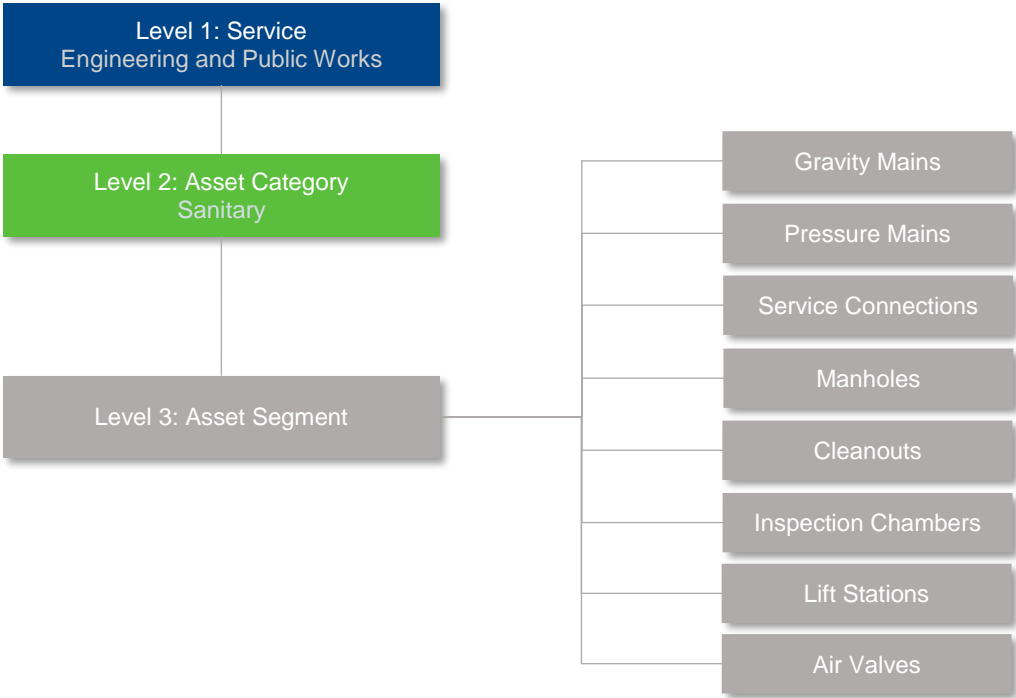 Level 1: Service
Engineering and Public Works
Level 2: Asset Category
Sanitary
Level 3: Asset Segment
Gravity Mains
Pressure Mains
Service Connections
Manholes
Cleanouts
Inspection Chambers
Lift Stations
Air Valves